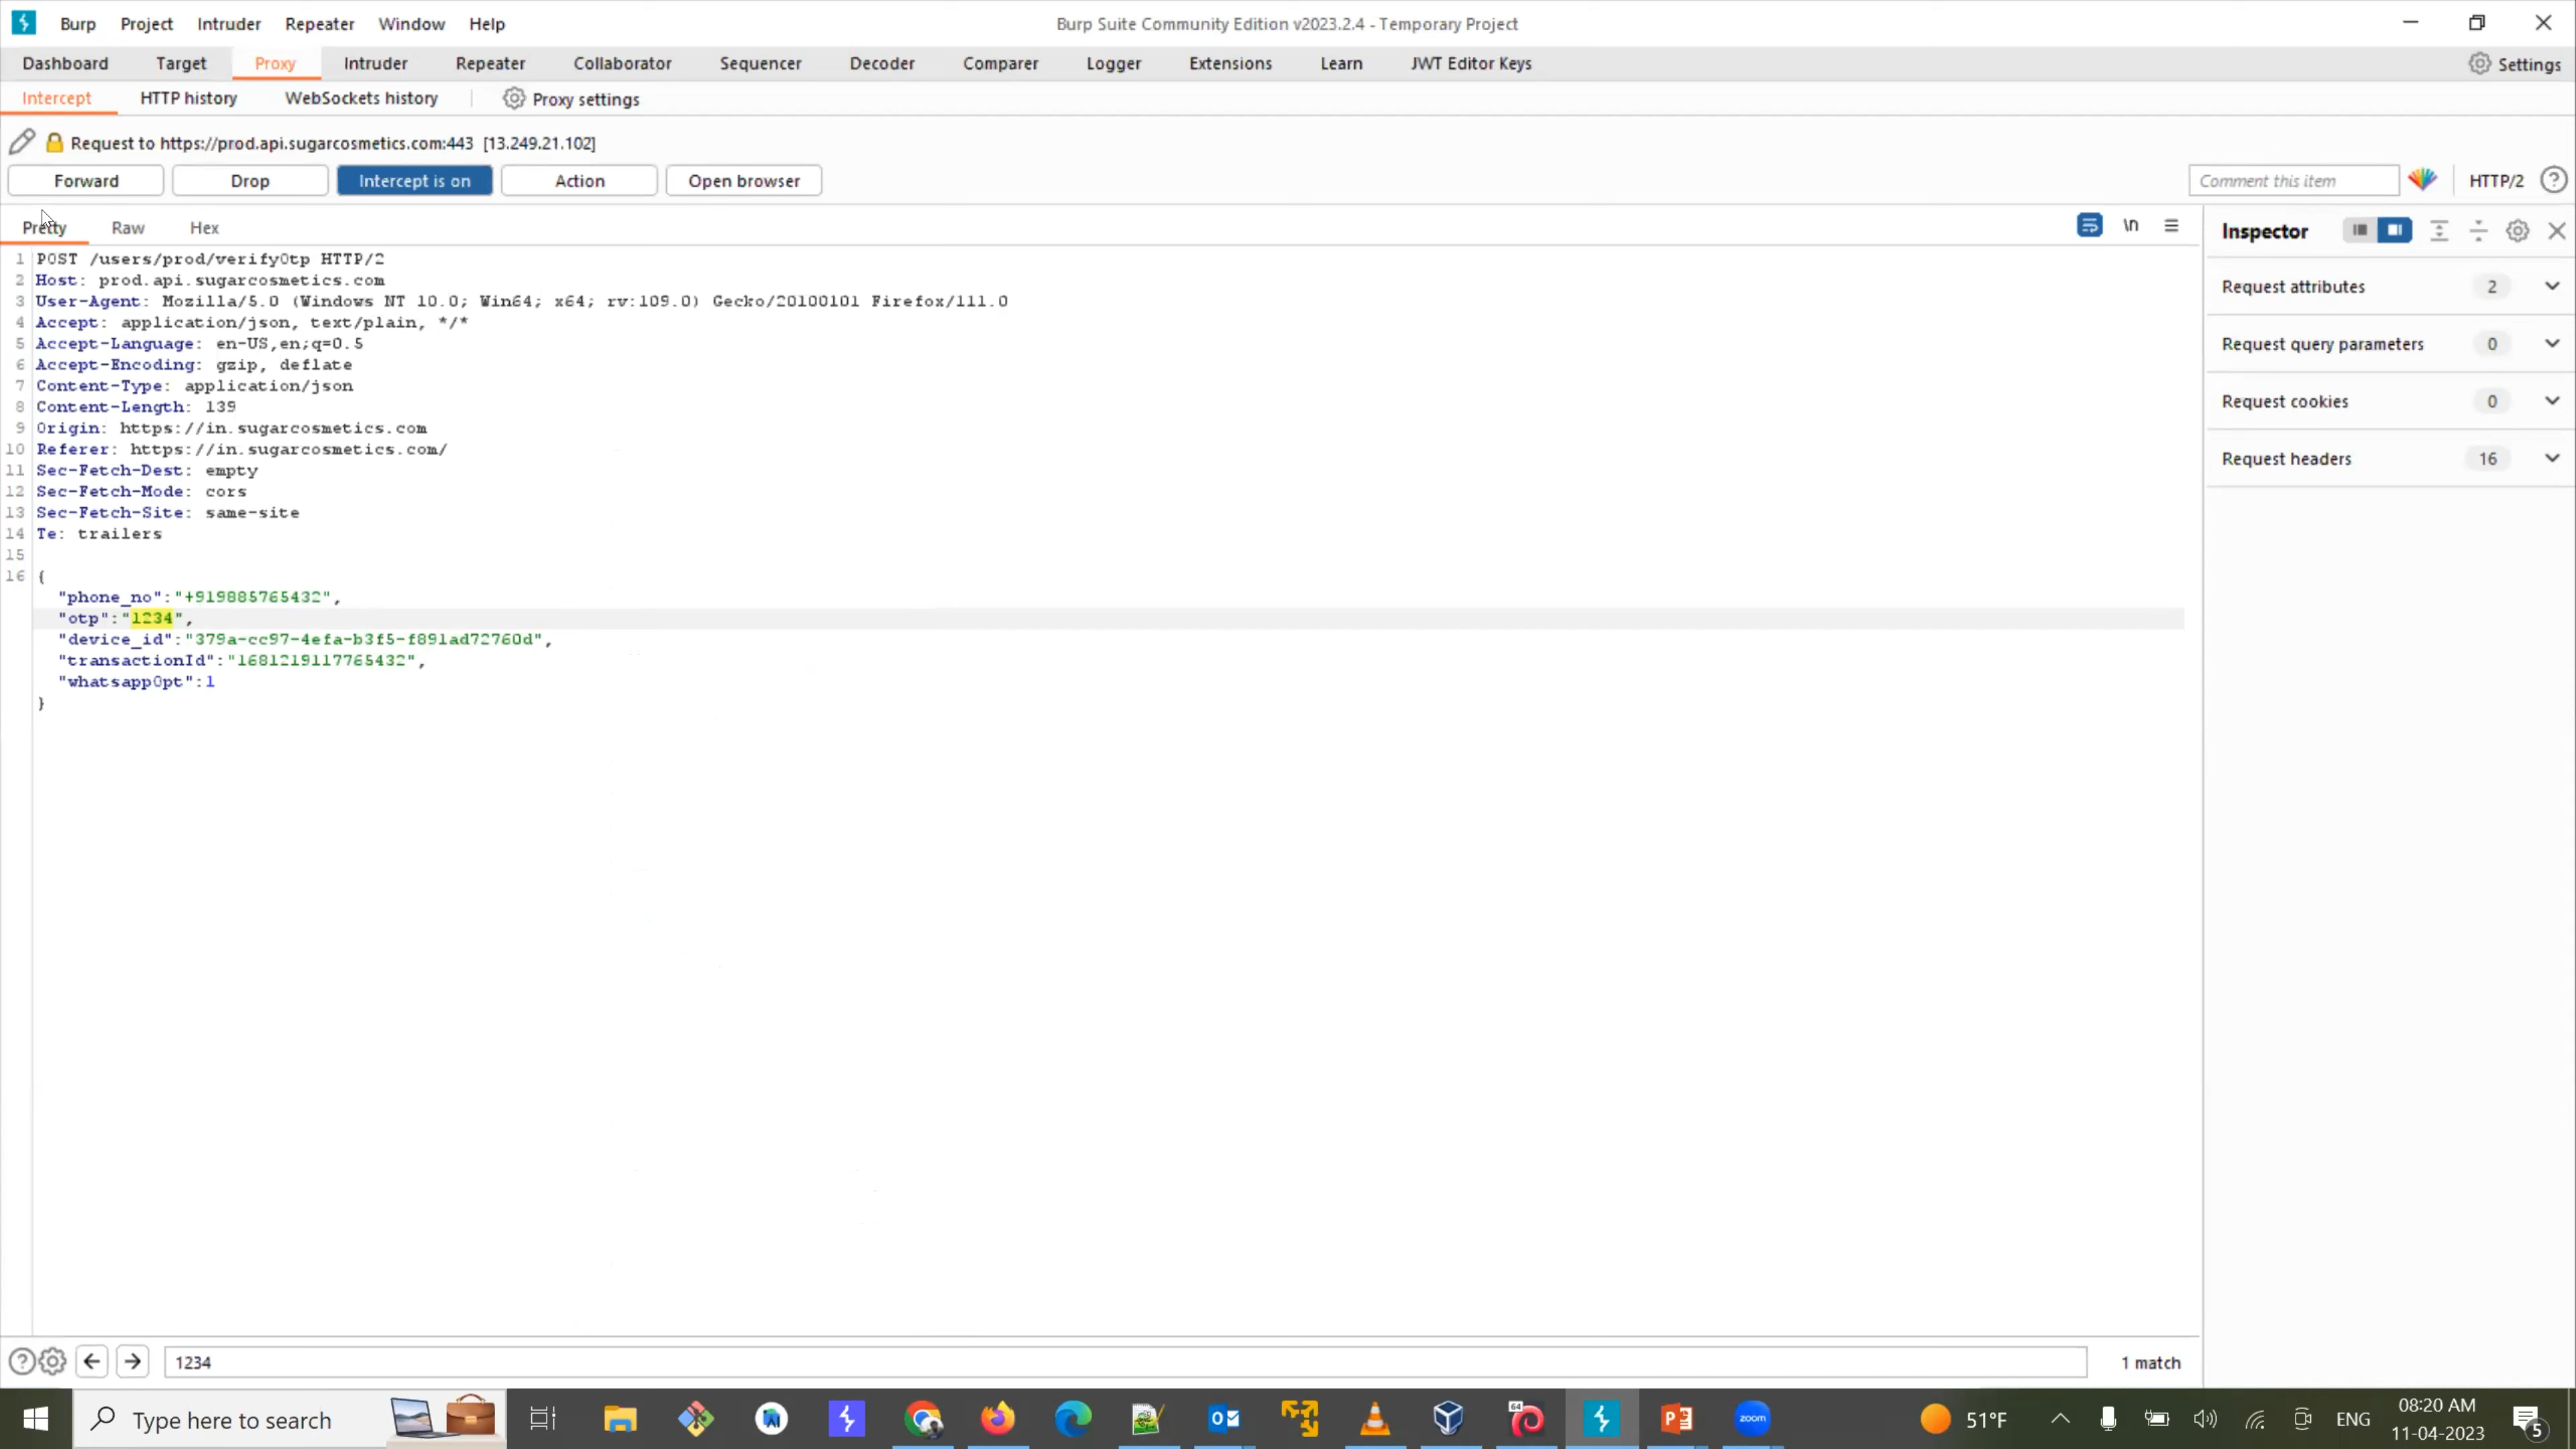 Burp Project Intruder Repeater Window Help Burp Suite Community Edition v2023.2.4 - Temporary Project
Dashboard Target Proxy Intruder Repeater Collaborator Sequencer Decoder Comparer Logger Extensions Learn JWT Editor Keys Settings
Intercept HTTP history WebSockets history Proxy settings
Request to https://prod.api.sugarcosmetics.com:443 [13.249.21.102]
Forward Drop Intercept is on Action Open browser Comment this item HTTP/2
Pretty Raw Hex \n Inspector
1 POST /users/prod/verifyOtp HTTP/2
2 Host: prod.api.sugarcosmetics.com
3 User-Agent: Mozilla/5.0 (Windows NT 10.0; Win64; x64; rv:109.0) Gecko/20100101 Firefox/111.0
4 Accept: application/json, text/plain, */*
5 Accept-Language: en-US,en;q=0.5
6 Accept-Encoding: gzip, deflate
7 Content-Type: application/json
8 Content-Length: 139
9 Origin: https://in.sugarcosmetics.com
10 Referer: https://in.sugarcosmetics.com/
11 Sec-Fetch-Dest: empty
12 Sec-Fetch-Mode: cors
13 Sec-Fetch-Site: same-site
14 Te: trailers
15
16 {
"phone_no":"+919885765432",
"otp":"1234",
"device_id":"379a-cc97-4efa-b3f5-f891ad72760d",
"transactionId":"1681219117765432",
"whatsappOpt":1
}
Request attributes 2
Request query parameters 0
Request cookies 0
Request headers 16
1234 1 match
Type here to search 64 zoom 51°F ENG 08:20 AM
11-04-2023 5